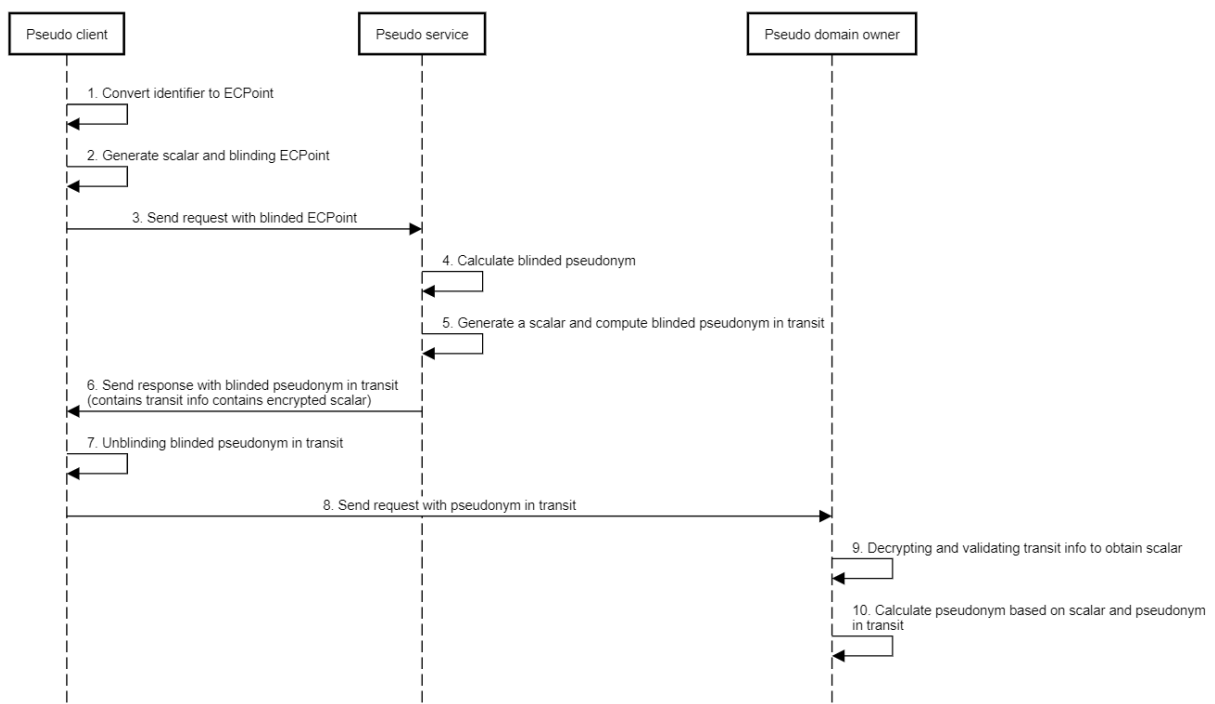 Pseudo client
Pseudo service
Pseudo domain owner
1. Convert identifier to ECPoint
2. Generate scalar and blinding ECPoint
3. Send request with blinded ECPoint
4. Calculate blinded pseudonym
5. Generate a scalar and compute blinded pseudonym in transit
6. Send response with blinded pseudonym in transit
(contains transit info contains encrypted scalar)
7. Unblinding blinded pseudonym in transit
8. Send request with pseudonym in transit
9. Decrypting and validating transit info to obtain scalar
10. Calculate pseudonym based on scalar and pseudonym
in transit